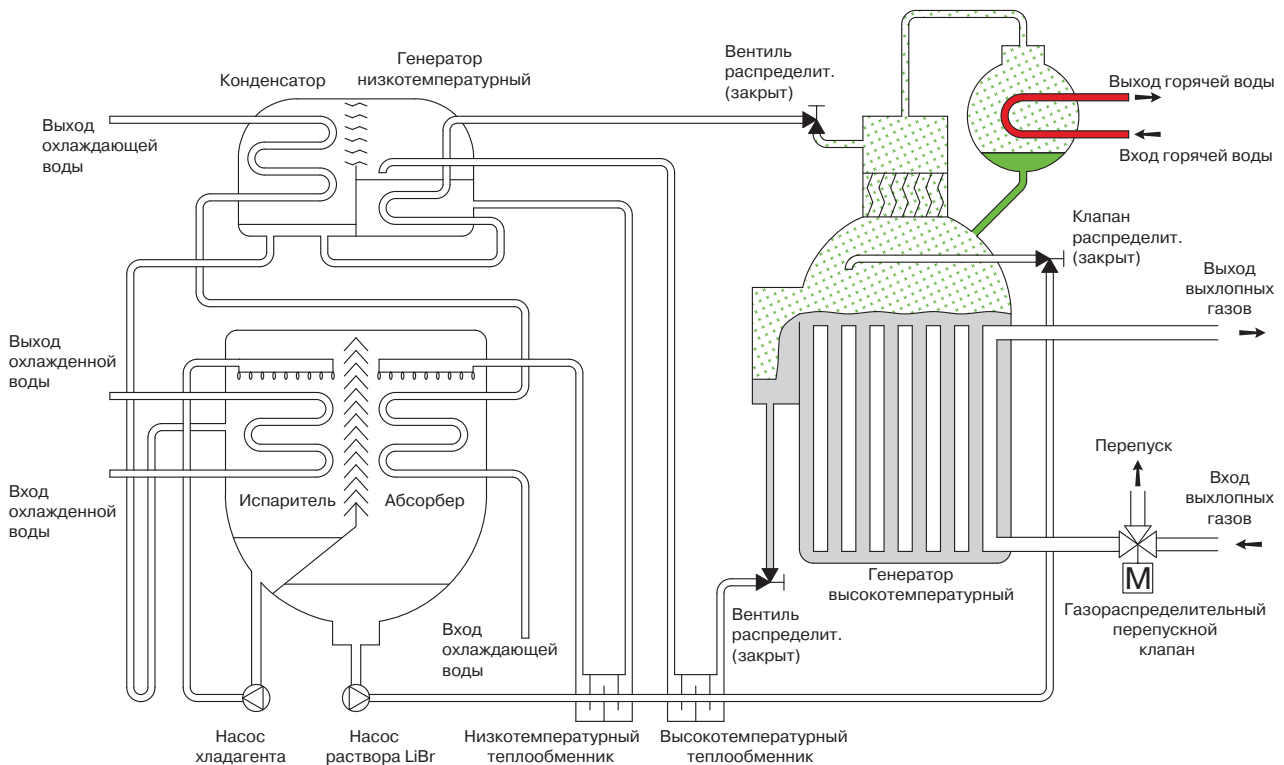 Конденсатор
Генератор
низкотемпературный
Вентиль
распределит.
(закрыт)
Выход горячей воды
Вход горячей воды
Выход
охлаждающей
воды
Клапан
распределит.
(закрыт)
Выход
выхлопных
газов
Выход
охлажденной
воды
Перепуск
Вход
охлажденной
воды
Испаритель
Абсорбер
Вход
выхлопных
газов
M
Генератор
высокотемпературный
Газораспределительный
перепускной
клапан
Вход
охлаждающей
воды
Вентиль
распределит.
(закрыт)
Насос
хладагента
Насос
раствора LiBr
Низкотемпературный
теплообменник
Высокотемпературный
теплообменник